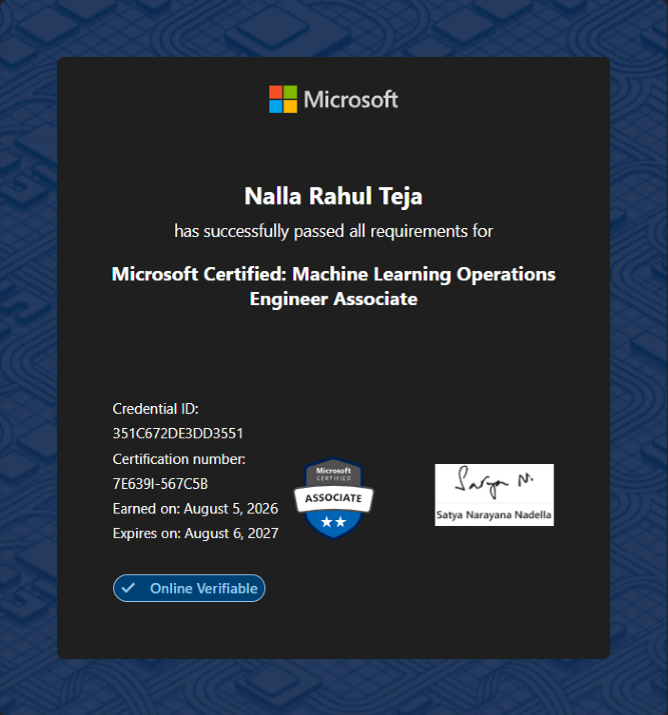 Microsoft
Nalla Rahul Teja
has successfully passed all requirements for
Microsoft Certified: Machine Learning Operations
Engineer Associate
Credential ID:
351C672DE3DD3551
Certification number:
7E639I-567C5B
Earned on: August 5, 2026
Expires on: August 6, 2027
Microsoft
CERTIFIED
ASSOCIATE
Satya N.
Satya Narayana Nadella
Online Verifiable